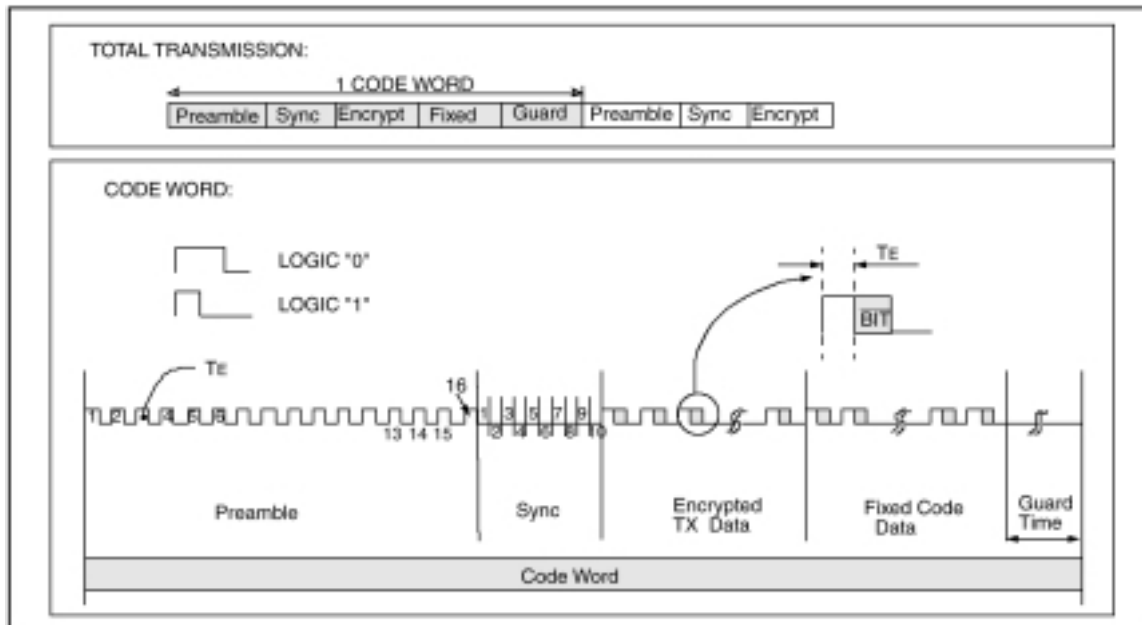 TOTAL TRANSMISSION:
1 CODE WORD
Preamble Sync Encrypt Fixed Guard Preamble Sync Encrypt
CODE WORD:
LOGIC "0"
LOGIC "1"
TE
BIT
TE
16
1 2 3 4 5 6
1 3 5 7 9
13 14 15
2 4 6 8 10
Preamble
Sync
Encrypted
TX Data
Fixed Code
Data
Guard
Time
Code Word